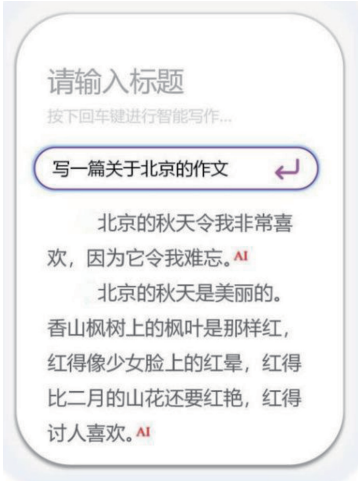 请输入标题
按下回车键进行智能写作...
写一篇关于北京的作文
北京的秋天令我非常喜
欢，因为它令我难忘。AI
北京的秋天是美丽的。
香山枫树上的枫叶是那样红，
红得像少女脸上的红晕，红得
比二月的山花还要红艳，红得
讨人喜欢。AI